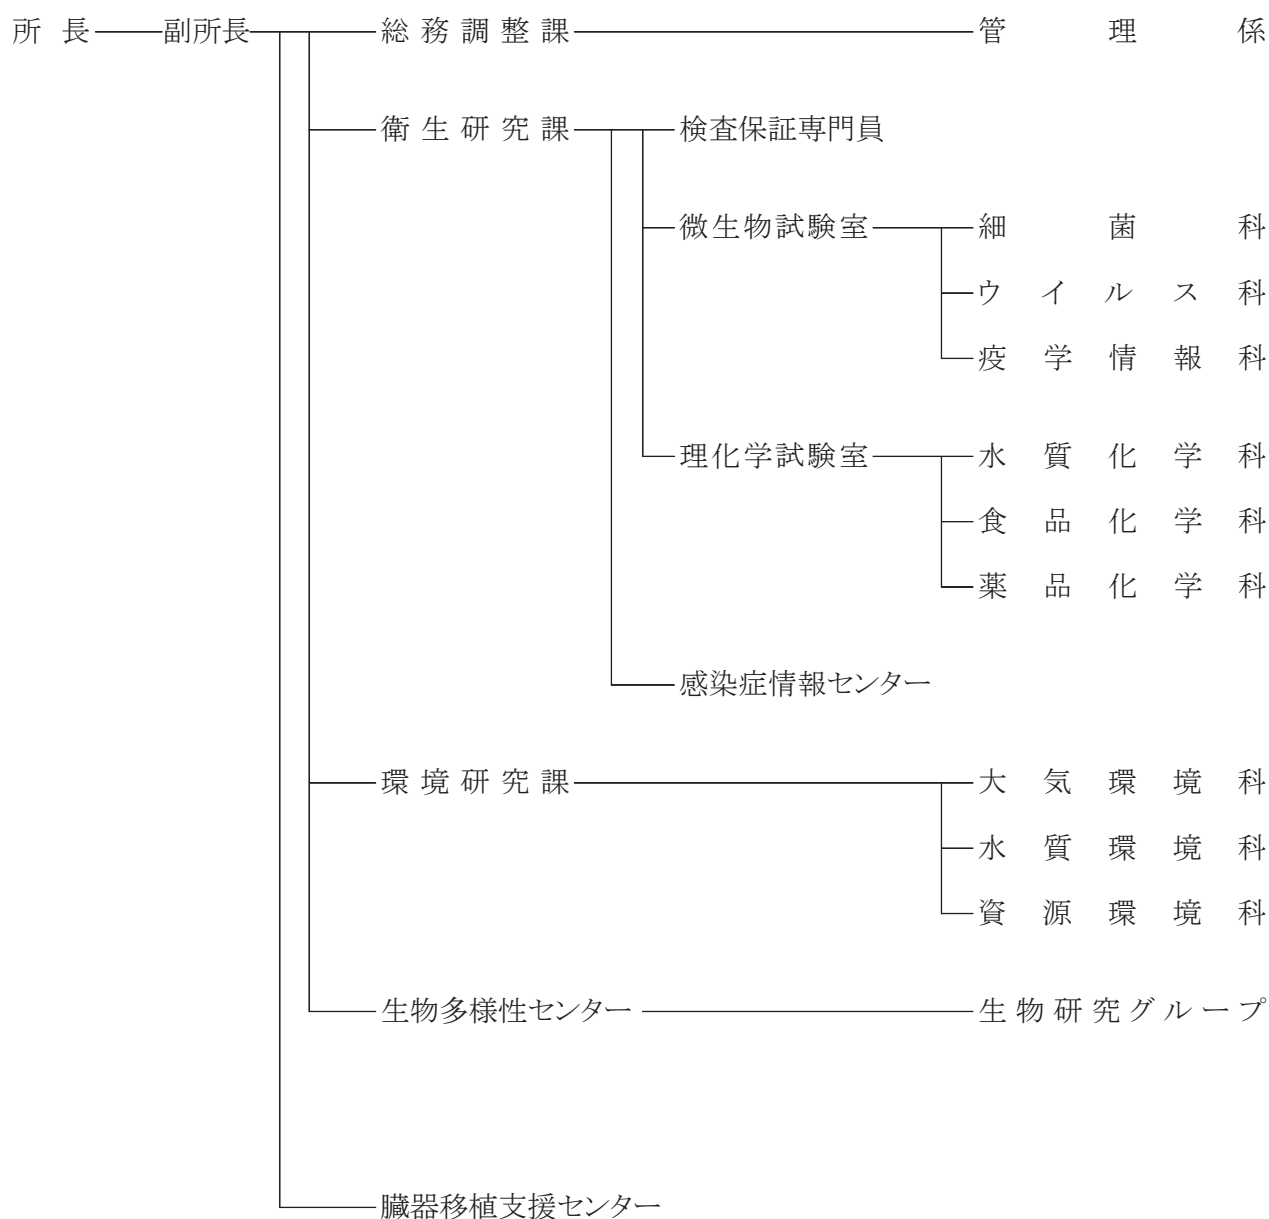 所長 副所長 総務調整課 管理係
衛生研究課 検査保証専門員
微生物試験室 細菌科
ウイルス科
疫学情報科
理化学試験室 水質化学科
食品化学科
薬品化学科
感染症情報センター
環境研究課 大気環境科
水質環境科
資源環境科
生物多様性センター 生物研究グループ
臓器移植支援センター